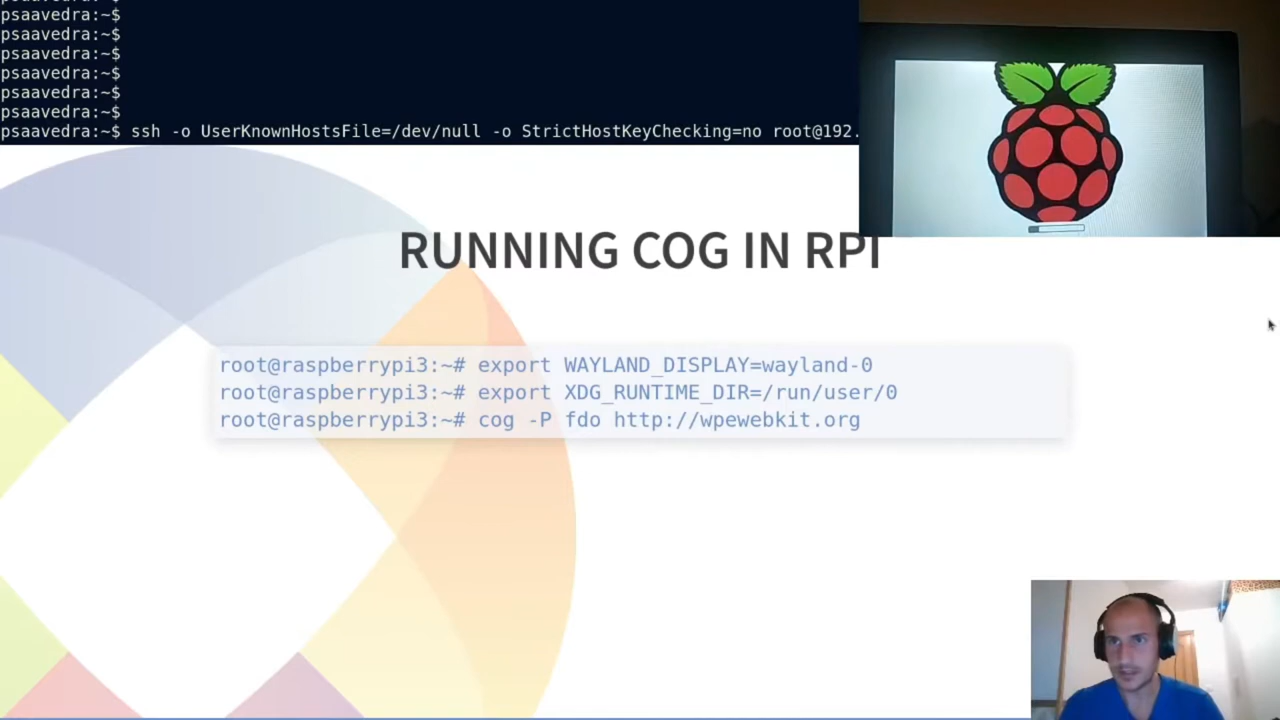 psaavedra:~$
psaavedra:~$
psaavedra:~$
psaavedra:~$
psaavedra:~$
psaavedra:~$
psaavedra:~$ ssh -o UserKnownHostsFile=/dev/null -o StrictHostKeyChecking=no root@192.
RUNNING COG IN RPI
root@raspberrypi3:~# export WAYLAND_DISPLAY=wayland-0
root@raspberrypi3:~# export XDG_RUNTIME_DIR=/run/user/0
root@raspberrypi3:~# cog -P fdo http://wpewebkit.org